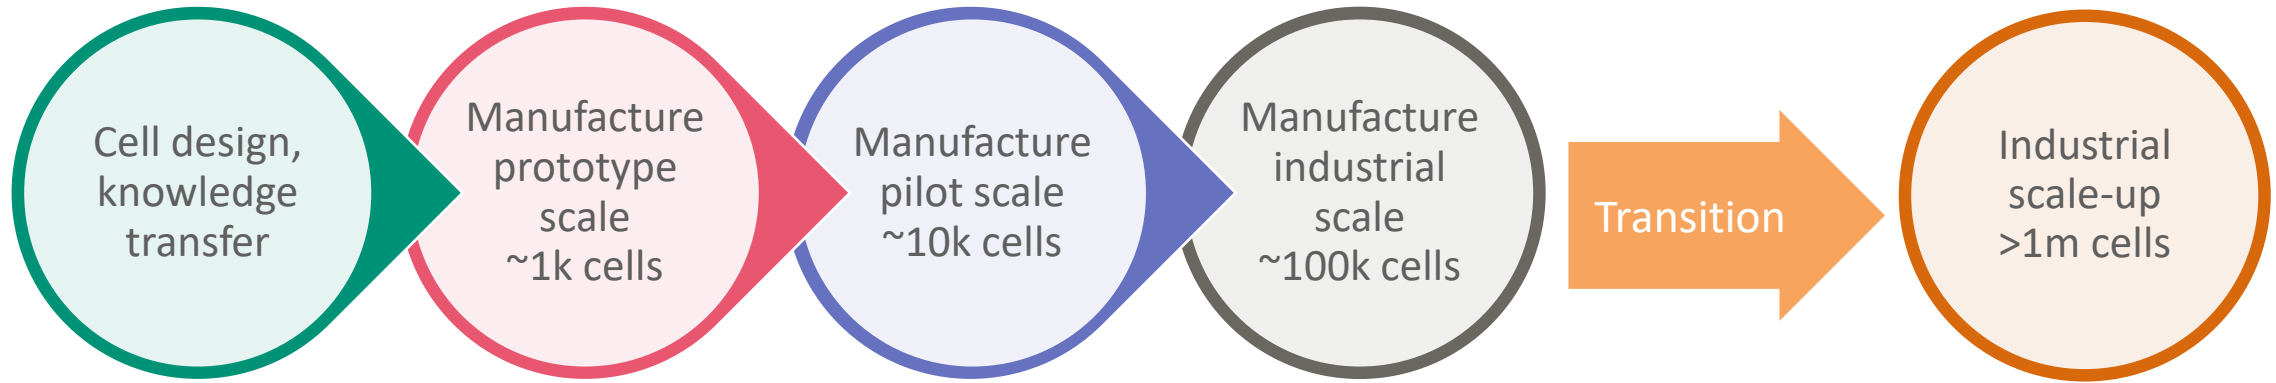 Cell design,
knowledge
transfer
Manufacture
prototype
scale
~1k cells
Manufacture
pilot scale
~10k cells
Manufacture
industrial
scale
~100k cells
Transition
Industrial
scale-up
>1m cells